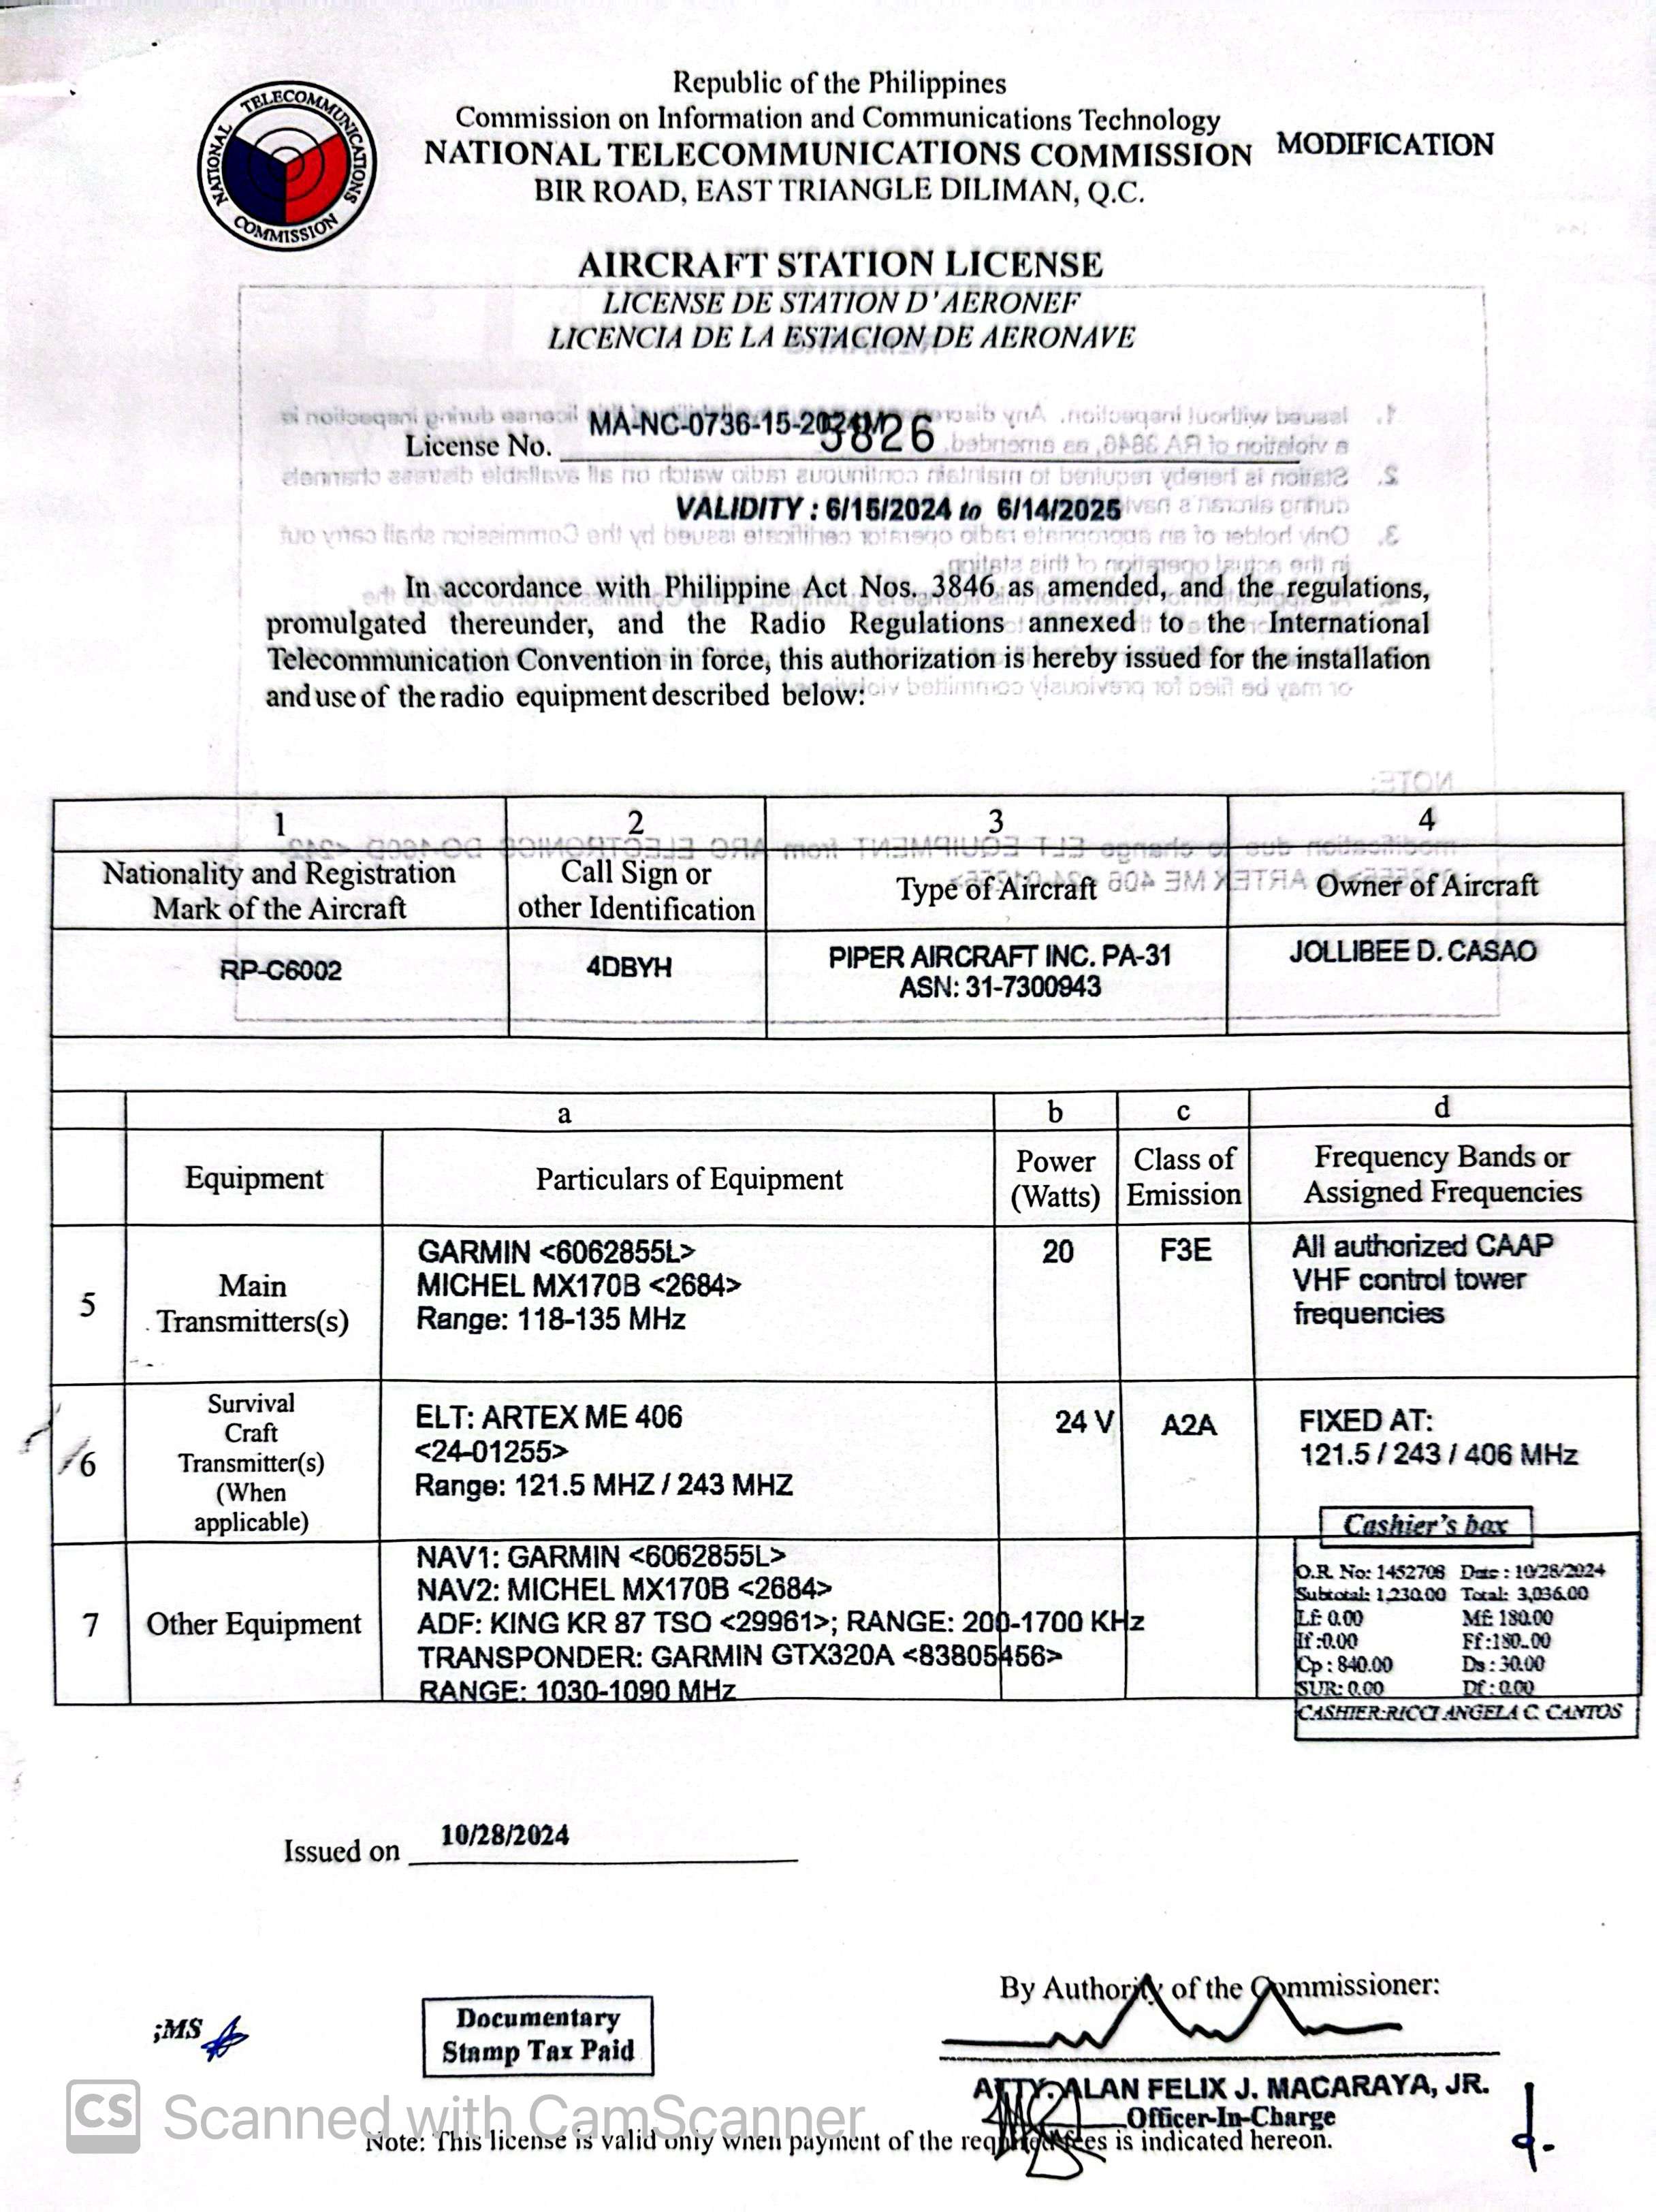 Republic of the Philippines
Commission on Information and Communications Technology
NATIONAL TELECOMMUNICATIONS COMMISSION
MODIFICATION
BIR ROAD, EAST TRIANGLE DILIMAN, Q.C.
NATIONAL TELECOMMUNICATIONS COMMISSION
AIRCRAFT STATION LICENSE
LICENSE DE STATION D'AERONEF
LICENCIA DE LA ESTACION DE AERONAVE
License No. MA-NC-0736-15-2024M
3826
VALIDITY : 6/15/2024 to 6/14/2025
In accordance with Philippine Act Nos. 3846 as amended, and the regulations,
promulgated thereunder, and the Radio Regulations annexed to the International
Telecommunication Convention in force, this authorization is hereby issued for the installation
and use of the radio equipment described below:
1 2 3 4
Nationality and Registration
Mark of the Aircraft
Call Sign or
other Identification
Type of Aircraft
Owner of Aircraft
RP-C6002
4DBYH
PIPER AIRCRAFT INC. PA-31
ASN: 31-7300943
JOLLIBEE D. CASAO
a b c d
Equipment
Particulars of Equipment
Power
(Watts)
Class of
Emission
Frequency Bands or
Assigned Frequencies
5
Main
Transmitters(s)
GARMIN <6062855L>
MICHEL MX170B <2684>
Range: 118-135 MHz
20
F3E
All authorized CAAP
VHF control tower
frequencies
6
Survival
Craft
Transmitter(s)
(When
applicable)
ELT: ARTEX ME 406
<24-01255>
Range: 121.5 MHZ / 243 MHZ
24 V
A2A
FIXED AT:
121.5 / 243 / 406 MHz
7
Other Equipment
NAV1: GARMIN <6062855L>
NAV2: MICHEL MX170B <2684>
ADF: KING KR 87 TSO <29961>; RANGE: 200-1700 KHz
TRANSPONDER: GARMIN GTX320A <83805456>
RANGE: 1030-1090 MHz
Cashier's box
O.R. No: 1452708 Date : 10/28/2024
Subtotal: 1,230.00 Total: 3,036.00
Lf: 0.00 Mf: 180.00
If :0.00 Ff:180..00
Cp : 840.00 Ds : 30.00
SUR: 0.00 Df : 0.00
CASHIER:RICCI ANGELA C. CANTOS
Issued on 10/28/2024
By Authority of the Commissioner:
;MS
Documentary
Stamp Tax Paid
ATTY. ALAN FELIX J. MACARAYA, JR.
Officer-In-Charge
CS Scanned with CamScanner
Note: This license is valid only when payment of the required fees is indicated hereon.